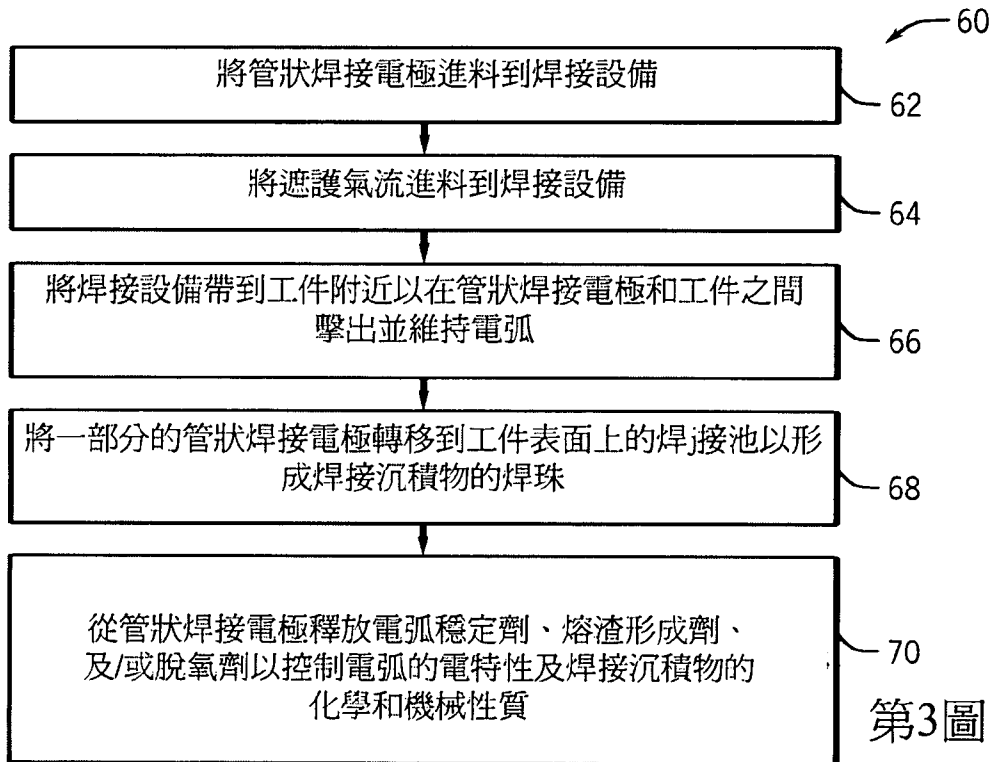 60
將管狀焊接電極進料到焊接設備
62
將遮護氣流進料到焊接設備
64
將焊接設備帶到工件附近以在管狀焊接電極和工件之間
擊出並維持電弧
66
將一部分的管狀焊接電極轉移到工件表面上的焊j接池以形
成焊接沉積物的焊珠
68
從管狀焊接電極釋放電弧穩定劑、熔渣形成劑、
及/或脫氧劑以控制電弧的電特性及焊接沉積物的
化學和機械性質
70
第3圖